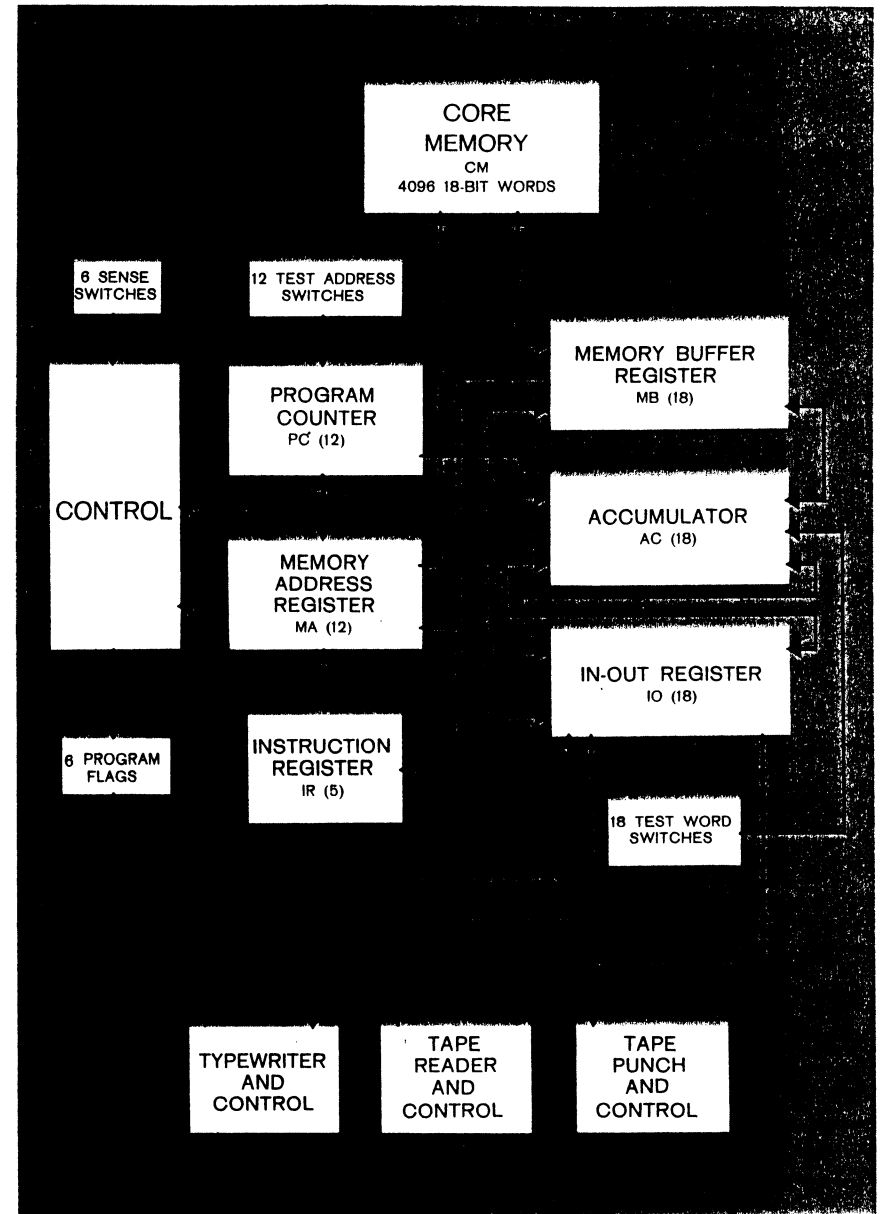 CORE
MEMORY
CM
4096 18-BIT WORDS
6 SENSE
SWITCHES
12 TEST ADDRESS
SWITCHES
MEMORY BUFFER
REGISTER
MB (18)
PROGRAM
COUNTER
PC (12)
CONTROL
ACCUMULATOR
AC (18)
MEMORY
ADDRESS
REGISTER
MA (12)
IN-OUT REGISTER
IO (18)
6 PROGRAM
FLAGS
INSTRUCTION
REGISTER
IR (5)
18 TEST WORD
SWITCHES
TYPEWRITER
AND
CONTROL
TAPE
READER
AND
CONTROL
TAPE
PUNCH
AND
CONTROL